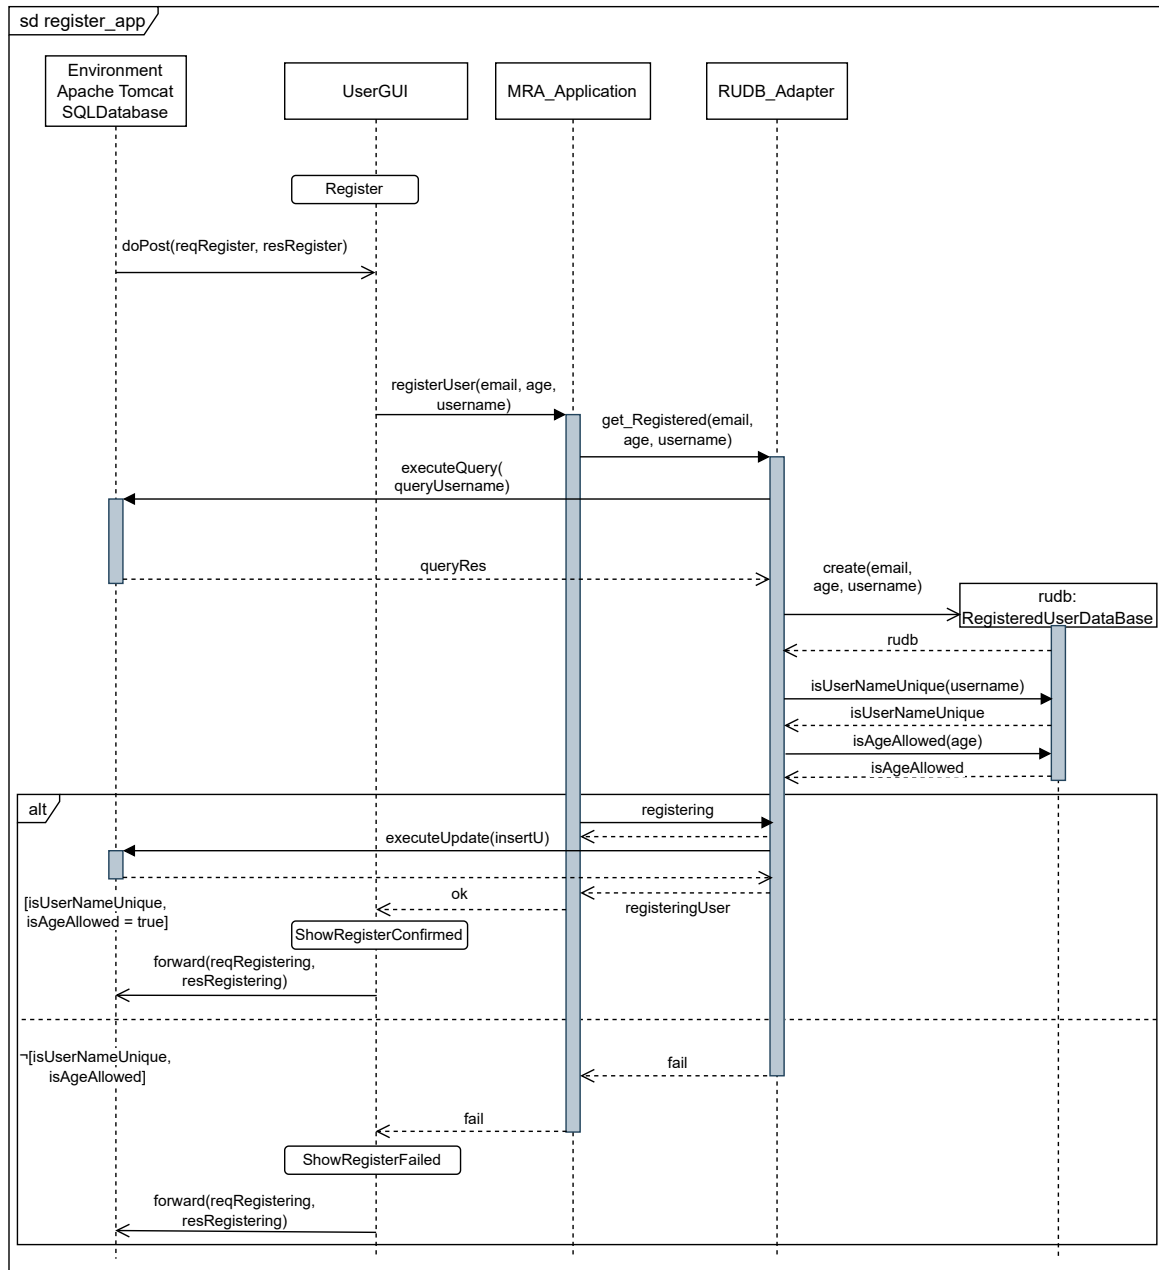 sd register_app
Environment
Apache Tomcat
SQLDatabase
UserGUI
MRA_Application
RUDB_Adapter
Register
doPost(reqRegister, resRegister)
registerUser(email, age,
username)
get_Registered(email,
age, username)
executeQuery(
queryUsername)
queryRes
create(email,
age, username)
rudb:
RegisteredUserDataBase
rudb
isUserNameUnique(username)
isUserNameUnique
isAgeAllowed(age)
isAgeAllowed
alt
registering
executeUpdate(insertU)
[isUserNameUnique,
isAgeAllowed = true]
ok
registeringUser
ShowRegisterConfirmed
forward(reqRegistering,
resRegistering)
¬[isUserNameUnique,
isAgeAllowed]
fail
fail
ShowRegisterFailed
forward(reqRegistering,
resRegistering)